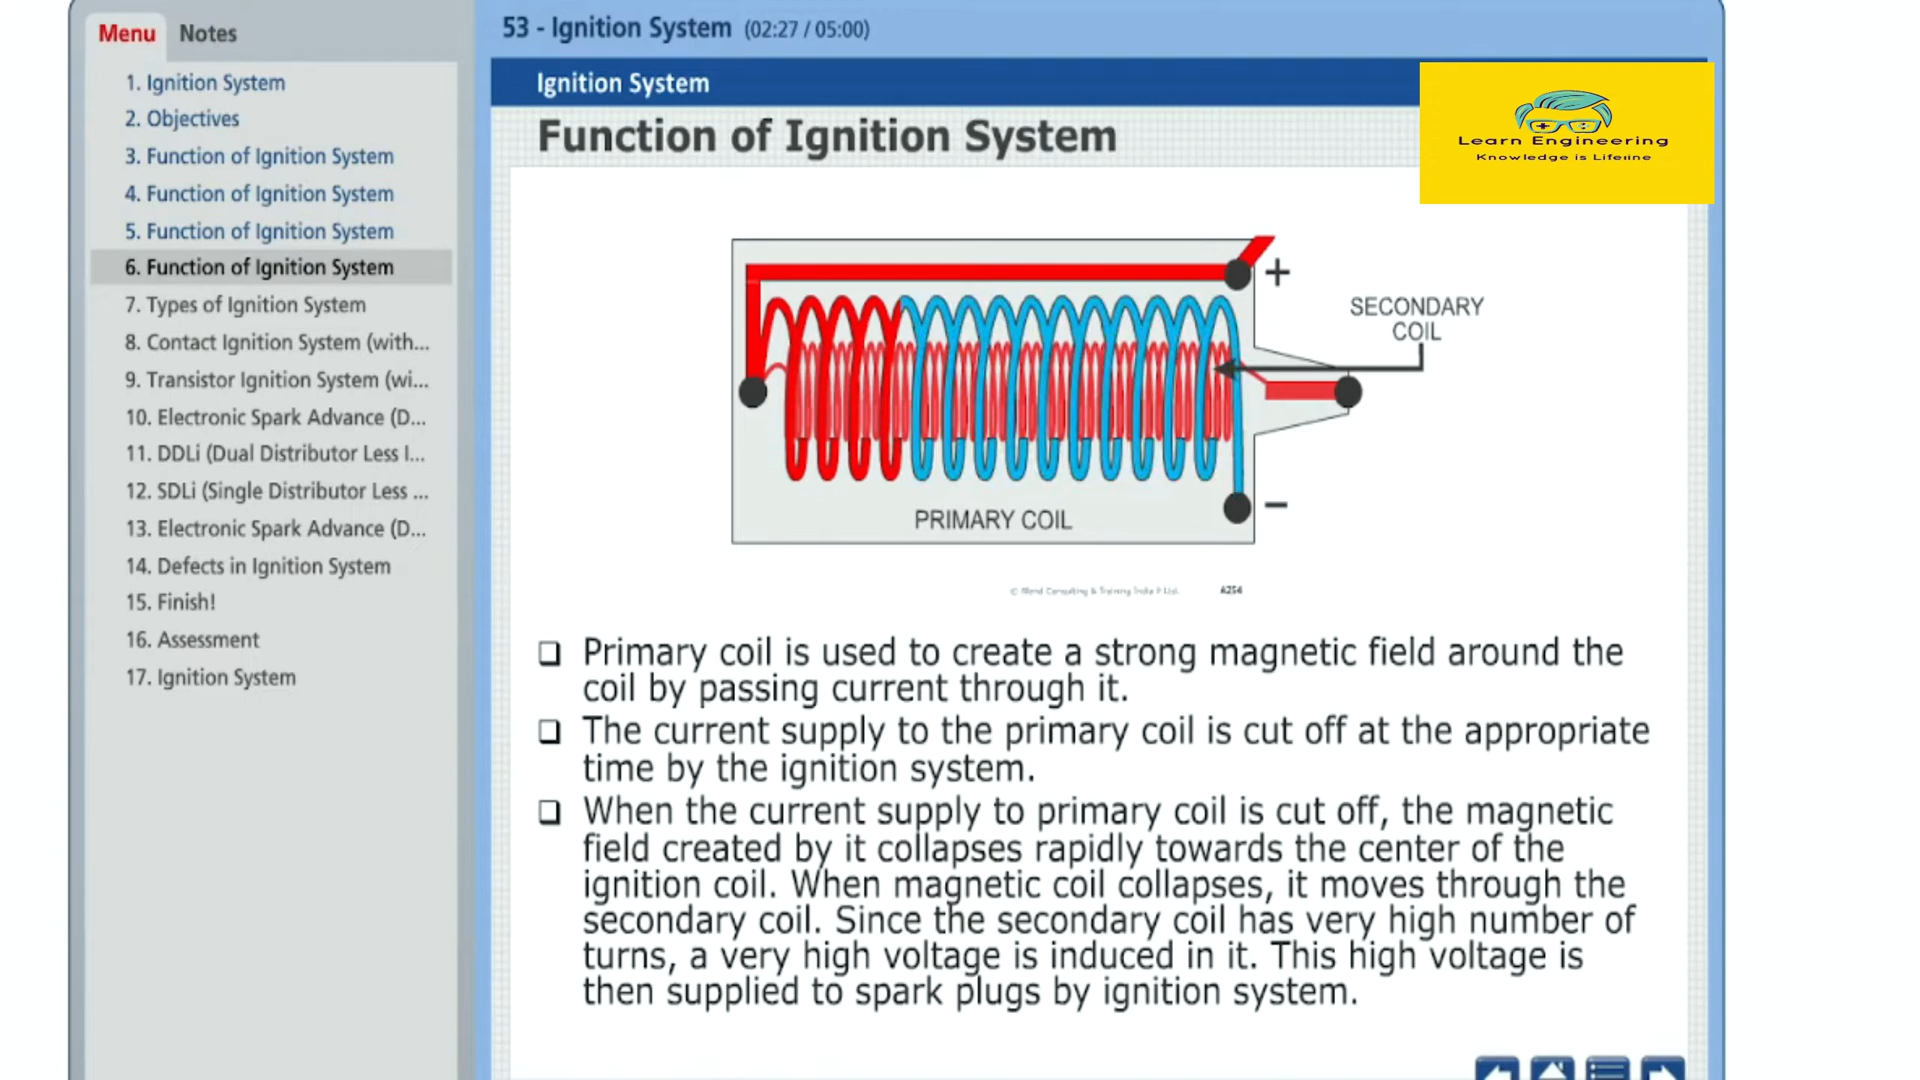 Menu
Notes
53 - Ignition System (02:27 / 05:00)
1. Ignition System
2. Objectives
3. Function of Ignition System
4. Function of Ignition System
5. Function of Ignition System
6. Function of Ignition System
7. Types of Ignition System
8. Contact Ignition System (with...
9. Transistor Ignition System (wi...
10. Electronic Spark Advance (D...
11. DDLi (Dual Distributor Less I...
12. SDLi (Single Distributor Less ...
13. Electronic Spark Advance (D...
14. Defects in Ignition System
15. Finish!
16. Assessment
17. Ignition System
Ignition System
Function of Ignition System
Learn Engineering
Knowledge is Lifeline
+
SECONDARY
COIL
−
PRIMARY COIL
Consulting & Training India P Ltd.
A254
❑ Primary coil is used to create a strong magnetic field around the
coil by passing current through it.
❑ The current supply to the primary coil is cut off at the appropriate
time by the ignition system.
❑ When the current supply to primary coil is cut off, the magnetic
field created by it collapses rapidly towards the center of the
ignition coil. When magnetic coil collapses, it moves through the
secondary coil. Since the secondary coil has very high number of
turns, a very high voltage is induced in it. This high voltage is
then supplied to spark plugs by ignition system.